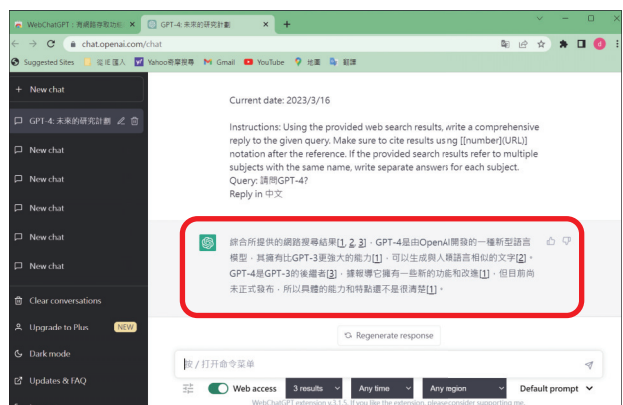 WebChatGPT：有網路存取功能
GPT-4: 未來的研究計劃
chat.openai.com/chat
Suggested Sites 從 IE 匯入 Yahoo奇摩搜尋 Gmail YouTube 地圖 翻譯
+ New chat
GPT-4: 未來的研究計劃
New chat
New chat
New chat
New chat
New chat
Clear conversations
Upgrade to Plus NEW
Dark mode
Updates & FAQ
Current date: 2023/3/16
Instructions: Using the provided web search results, write a comprehensive
reply to the given query. Make sure to cite results using [[number](URL)]
notation after the reference. If the provided search results refer to multiple
subjects with the same name, write separate answers for each subject.
Query: 請問GPT-4?
Reply in 中文
綜合所提供的網路搜尋結果[1, 2, 3]，GPT-4是由OpenAI開發的一種新型語言
模型，其擁有比GPT-3更強大的能力[1]，可以生成與人類語言相似的文字[2]。
GPT-4是GPT-3的後繼者[3]，據報導它擁有一些新的功能和改進[1]，但目前尚
未正式發布，所以具體的能力和特點還不是很清楚[1]。
Regenerate response
按 / 打开命令菜单
Web access 3 results Any time Any region Default prompt
WebChatGPT extension v.3.1.5. If you like the extension, please consider supporting me.